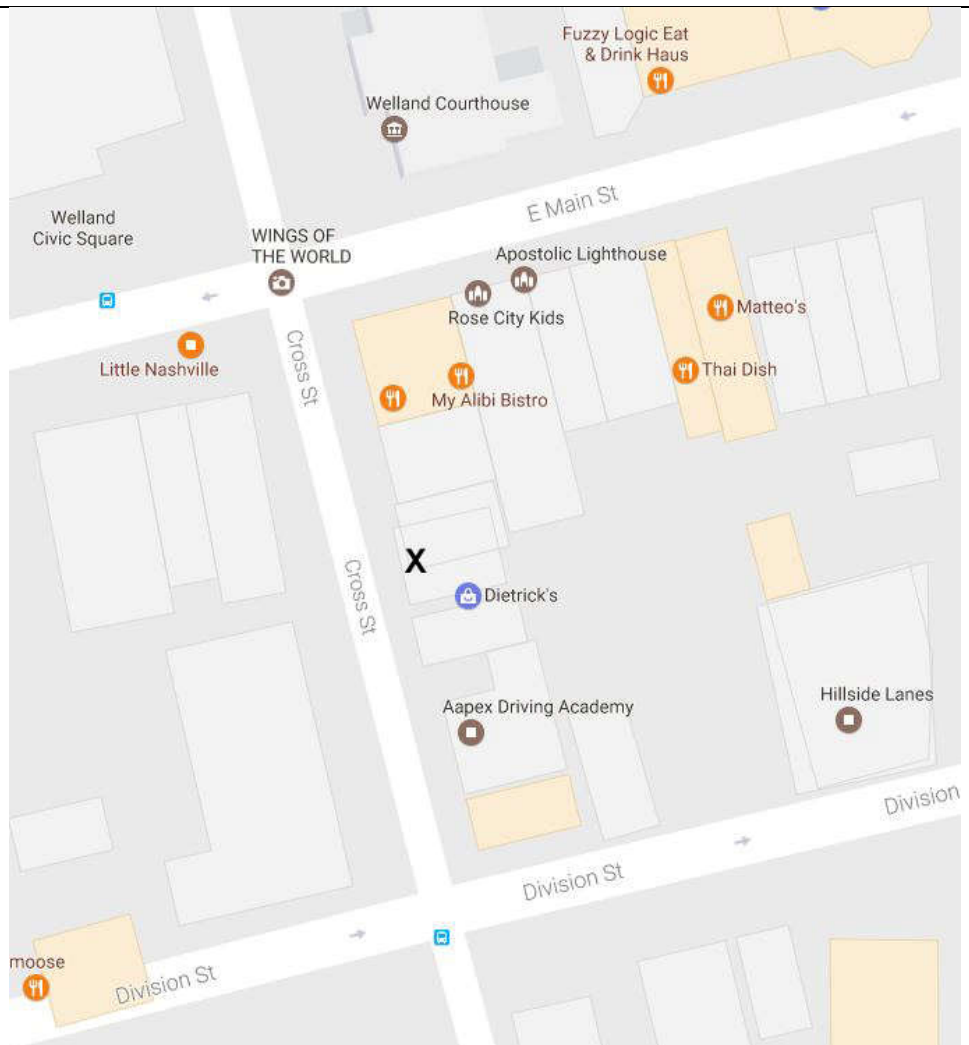 Fuzzy Logic Eat
& Drink Haus
Welland Courthouse
E Main St
Welland
Civic Square
WINGS OF
THE WORLD
Apostolic Lighthouse
Rose City Kids
Matteo's
Little Nashville
Cross St
Thai Dish
My Alibi Bistro
X
Cross St
Dietrick's
Hillside Lanes
Aapex Driving Academy
Division
Division St
moose
Division St